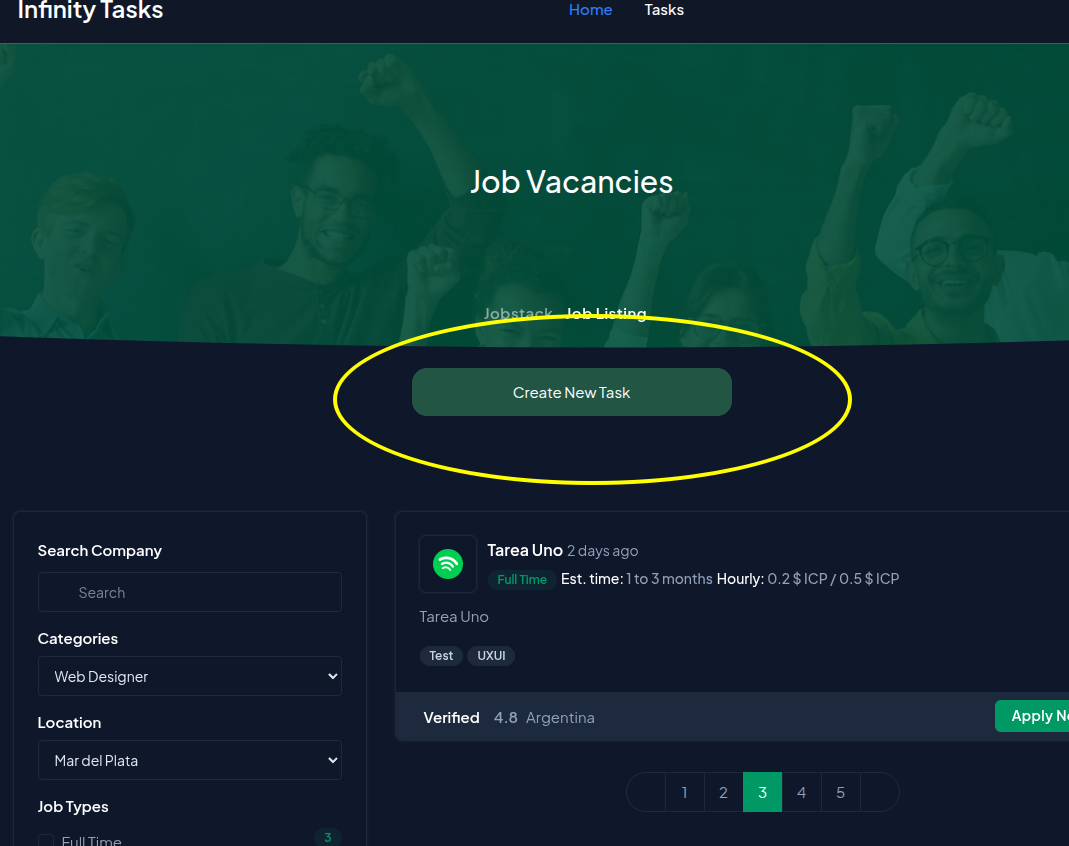 Infinity Tasks
Home Tasks
Job Vacancies
Jobstack Job Listing
Create New Task
Search Company
Search
Categories
Web Designer
Location
Mar del Plata
Job Types
Full Time 3
Tarea Uno 2 days ago
Full Time Est. time: 1 to 3 months Hourly: 0.2 $ ICP / 0.5 $ ICP
Tarea Uno
Test UXUI
Verified 4.8 Argentina
Apply
1 2 3 4 5